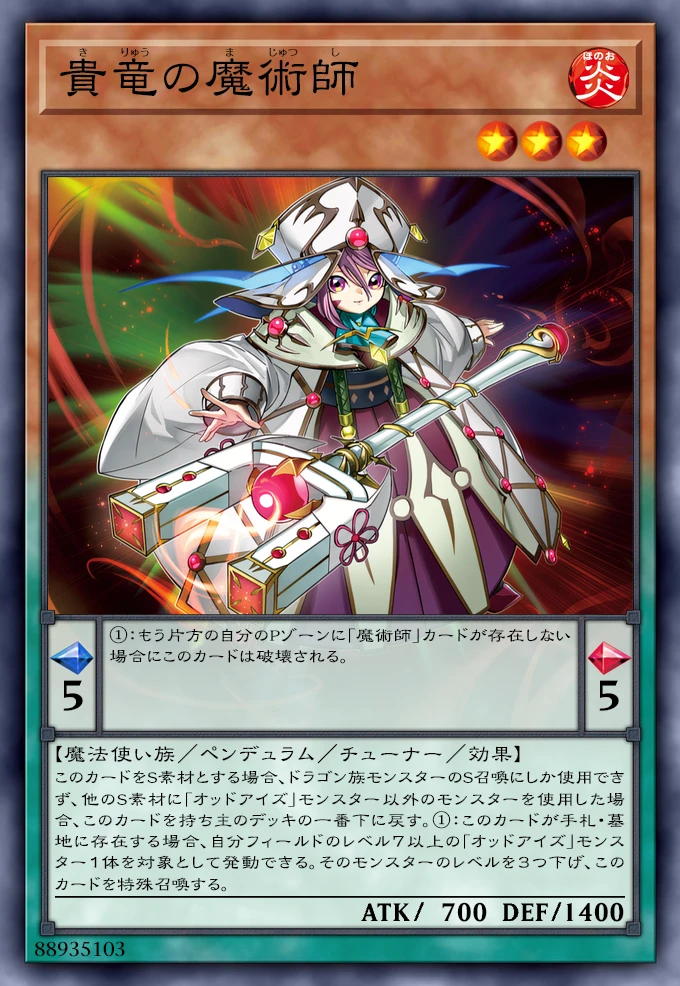 き りゅう ま じゅつ し
貴竜の魔術師
ほのお
炎
①：もう片方の自分のPゾーンに「魔術師」カードが存在しない
場合にこのカードは破壊される。
5 5
【魔法使い族／ペンデュラム／チューナー／効果】
このカードをS素材とする場合、ドラゴン族モンスターのS召喚にしか使用でき
ず、他のS素材に「オッドアイズ」モンスター以外のモンスターを使用した場
合、このカードを持ち主のデッキの一番下に戻す。①：このカードが手札・墓
地に存在する場合、自分フィールドのレベル７以上の「オッドアイズ」モンス
ター１体を対象として発動できる。そのモンスターのレベルを３つ下げ、この
カードを特殊召喚する。
ATK/ 700 DEF/1400
88935103